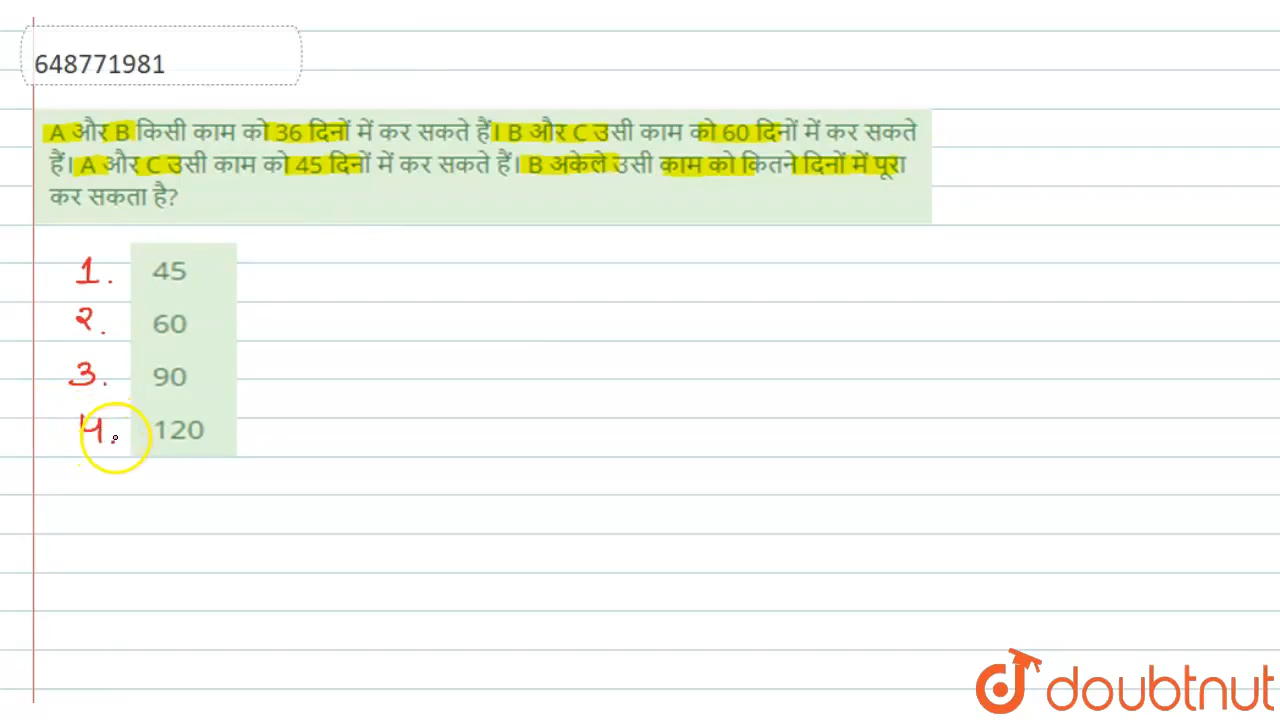 648771981
A और B किसी काम को 36 दिनों में कर सकते हैं। B और C उसी काम को 60 दिनों में कर सकते
हैं। A और C उसी काम को 45 दिनों में कर सकते हैं। B अकेले उसी काम को कितने दिनों में पूरा
कर सकता है?
1. 45
2. 60
3. 90
4. 120
doubtnut